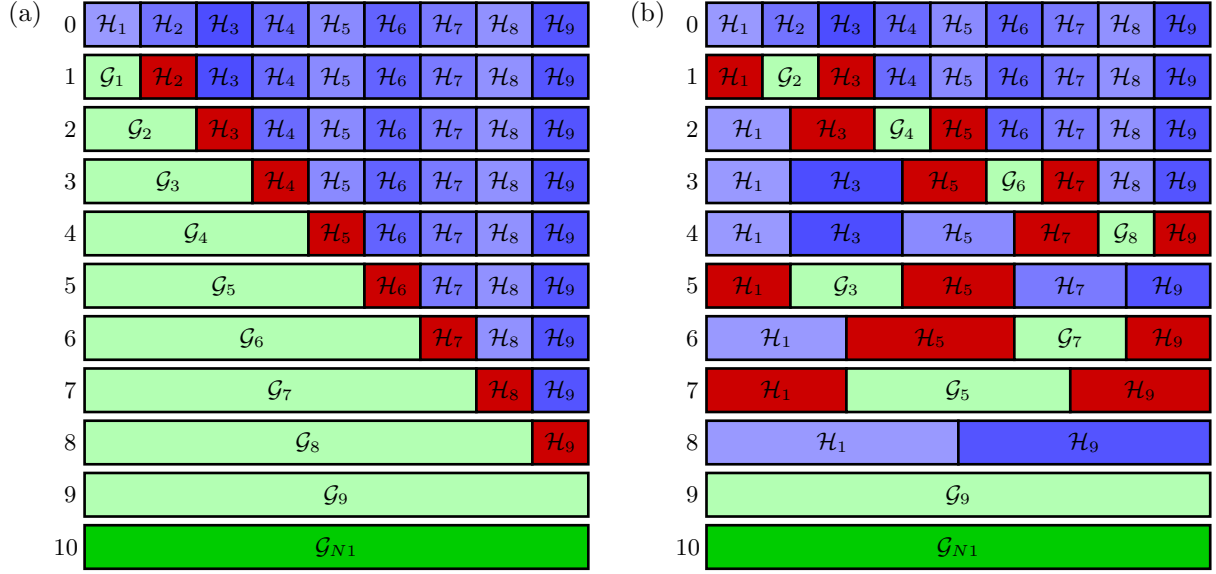 (a)
0 ℋ₁ ℋ₂ ℋ₃ ℋ₄ ℋ₅ ℋ₆ ℋ₇ ℋ₈ ℋ₉
1 𝒢₁ ℋ₂ ℋ₃ ℋ₄ ℋ₅ ℋ₆ ℋ₇ ℋ₈ ℋ₉
2 𝒢₂ ℋ₃ ℋ₄ ℋ₅ ℋ₆ ℋ₇ ℋ₈ ℋ₉
3 𝒢₃ ℋ₄ ℋ₅ ℋ₆ ℋ₇ ℋ₈ ℋ₉
4 𝒢₄ ℋ₅ ℋ₆ ℋ₇ ℋ₈ ℋ₉
5 𝒢₅ ℋ₆ ℋ₇ ℋ₈ ℋ₉
6 𝒢₆ ℋ₇ ℋ₈ ℋ₉
7 𝒢₇ ℋ₈ ℋ₉
8 𝒢₈ ℋ₉
9 𝒢₉
10 𝒢_{N1}
(b)
0 ℋ₁ ℋ₂ ℋ₃ ℋ₄ ℋ₅ ℋ₆ ℋ₇ ℋ₈ ℋ₉
1 ℋ₁ 𝒢₂ ℋ₃ ℋ₄ ℋ₅ ℋ₆ ℋ₇ ℋ₈ ℋ₉
2 ℋ₁ ℋ₃ 𝒢₄ ℋ₅ ℋ₆ ℋ₇ ℋ₈ ℋ₉
3 ℋ₁ ℋ₃ ℋ₅ 𝒢₆ ℋ₇ ℋ₈ ℋ₉
4 ℋ₁ ℋ₃ ℋ₅ ℋ₇ 𝒢₈ ℋ₉
5 ℋ₁ 𝒢₃ ℋ₅ ℋ₇ ℋ₉
6 ℋ₁ ℋ₅ 𝒢₇ ℋ₉
7 ℋ₁ 𝒢₅ ℋ₉
8 ℋ₁ ℋ₉
9 𝒢₉
10 𝒢_{N1}